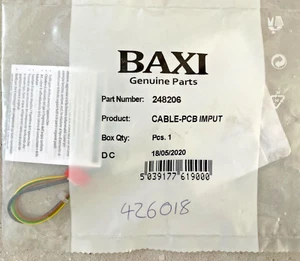 BAXI
Genuine Parts
Part Number: 248206
Product: CABLE-PCB IMPUT
Box Qty: Pcs. 1
D C 18/05/2020
5 039177 619000
426018